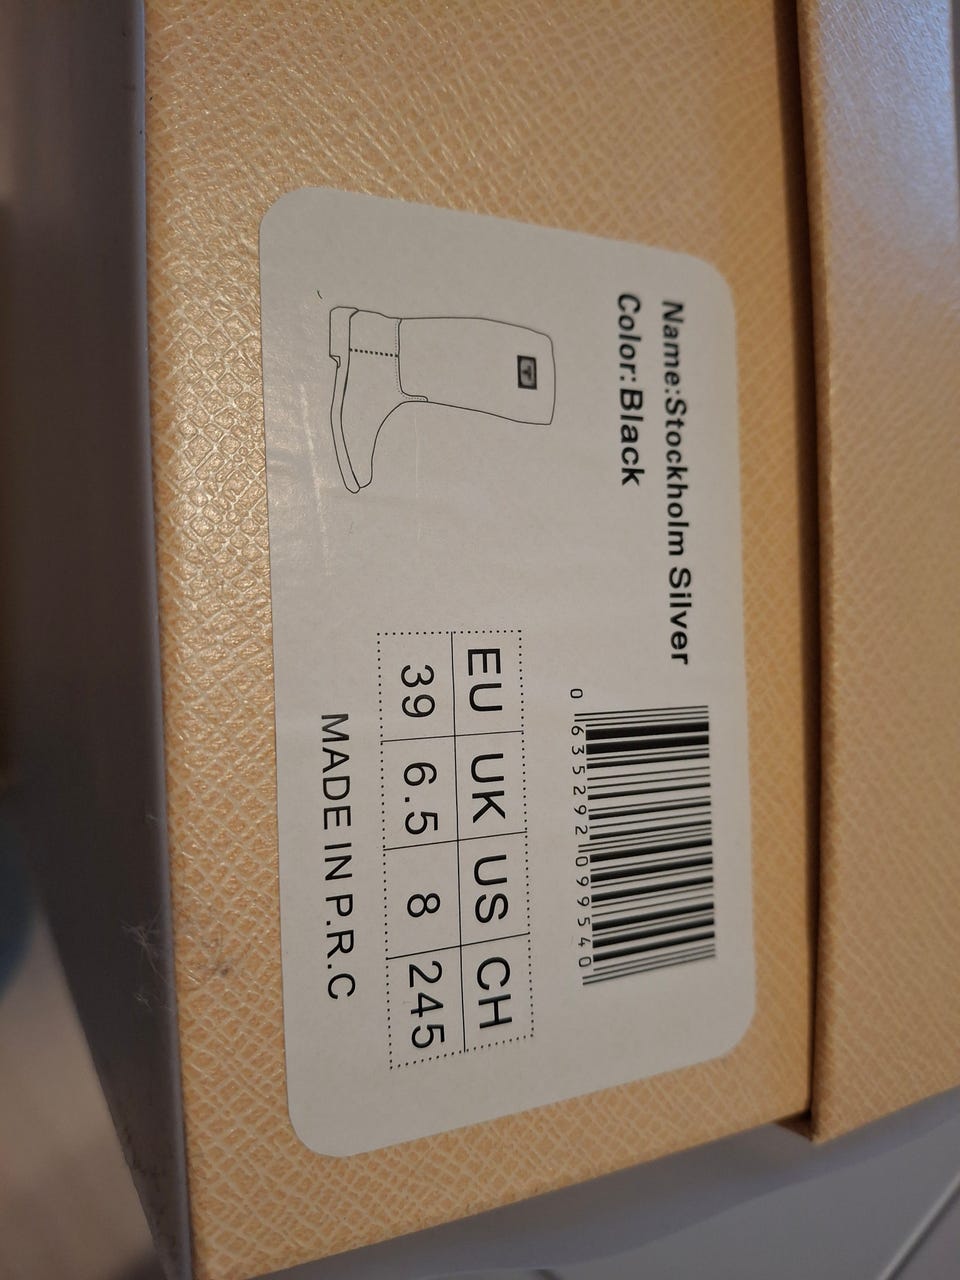 Name:Stockholm Silver
Color:Black
0 635292 099540
EU UK US CH
39 6.5 8 245
MADE IN P.R.C